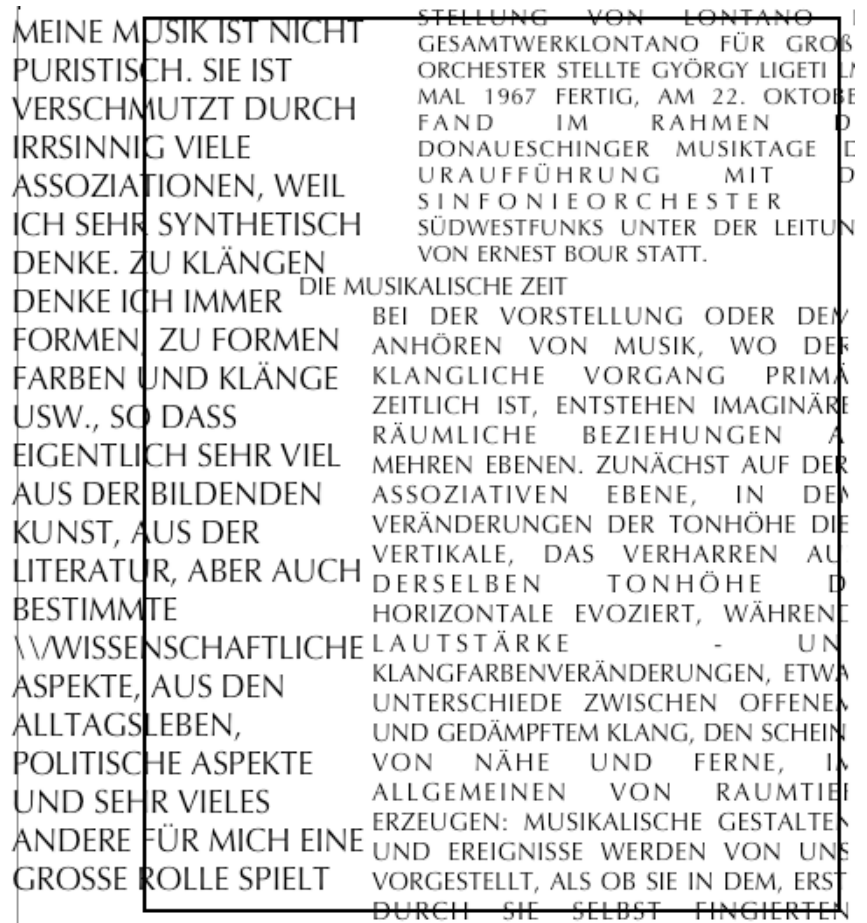 MEINE MUSIK IST NICHT
PURISTISCH. SIE IST
VERSCHMUTZT DURCH
IRRSINNIG VIELE
ASSOZIATIONEN, WEIL
ICH SEHR SYNTHETISCH
DENKE. ZU KLÄNGEN
DENKE ICH IMMER
FORMEN, ZU FORMEN
FARBEN UND KLÄNGE
USW., SO DASS
EIGENTLICH SEHR VIEL
AUS DER BILDENDEN
KUNST, AUS DER
LITERATUR, ABER AUCH
BESTIMMTE
\\/WISSENSCHAFTLICHE
ASPEKTE, AUS DEN
ALLTAGSLEBEN,
POLITISCHE ASPEKTE
UND SEHR VIELES
ANDERE FÜR MICH EINE
GROSSE ROLLE SPIELT
STELLUNG VON LONTANO
GESAMTWERKLONTANO FÜR GROß
ORCHESTER STELLTE GYÖRGY LIGETI
MAL 1967 FERTIG, AM 22. OKTOBE
FAND IM RAHMEN D
DONAUESCHINGER MUSIKTAGE D
URAUFFÜHRUNG MIT D
SINFONIEORCHESTER
SÜDWESTFUNKS UNTER DER LEITUN
VON ERNEST BOUR STATT.
DIE MUSIKALISCHE ZEIT
BEI DER VORSTELLUNG ODER DEM
ANHÖREN VON MUSIK, WO DER
KLANGLICHE VORGANG PRIMÄ
ZEITLICH IST, ENTSTEHEN IMAGINÄRE
RÄUMLICHE BEZIEHUNGEN A
MEHREN EBENEN. ZUNÄCHST AUF DER
ASSOZIATIVEN EBENE, IN DEM
VERÄNDERUNGEN DER TONHÖHE DIE
VERTIKALE, DAS VERHARREN AU
DERSELBEN TONHÖHE D
HORIZONTALE EVOZIERT, WÄHREND
LAUTSTÄRKE - UN
KLANGFARBENVERÄNDERUNGEN, ETWA
UNTERSCHIEDE ZWISCHEN OFFENEM
UND GEDÄMPFTEM KLANG, DEN SCHEIN
VON NÄHE UND FERNE, IM
ALLGEMEINEN VON RAUMTIEF
ERZEUGEN: MUSIKALISCHE GESTALTEN
UND EREIGNISSE WERDEN VON UNS
VORGESTELLT, ALS OB SIE IN DEM, ERST
DURCH SIE SELBST FINGIERTEN